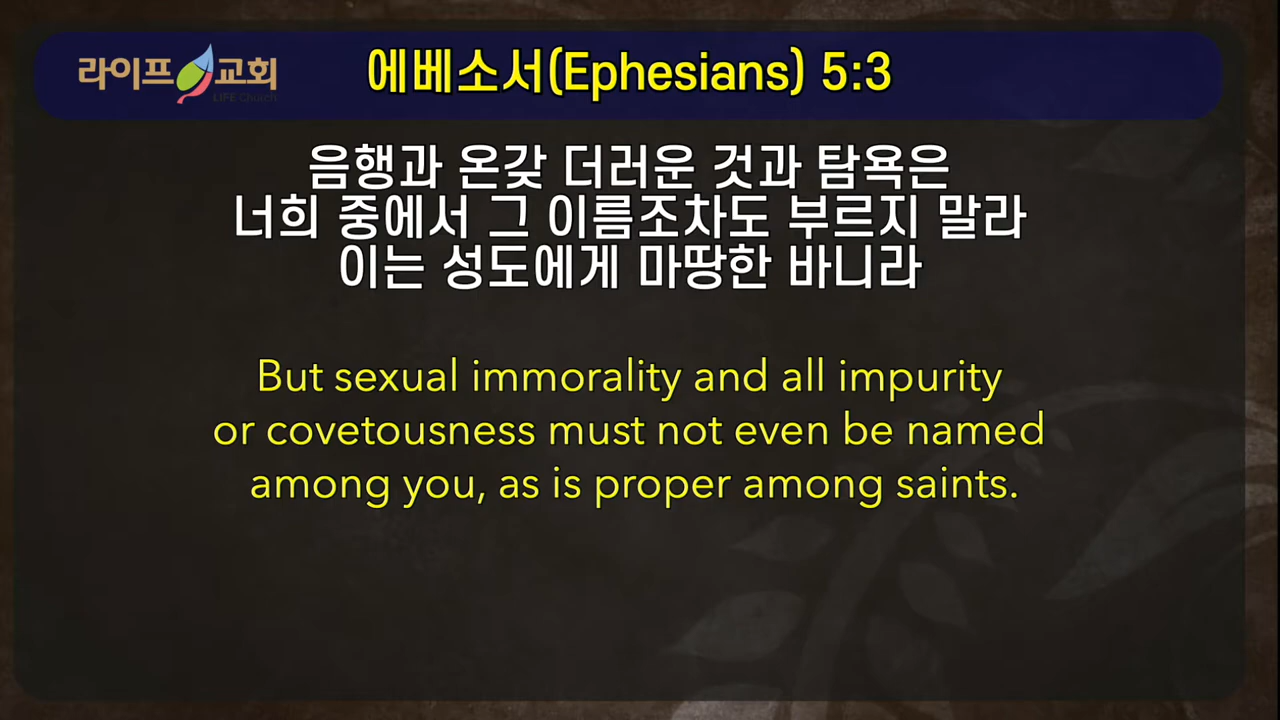 라이프교회
LIFE Church
에베소서(Ephesians) 5:3
음행과 온갖 더러운 것과 탐욕은
너희 중에서 그 이름조차도 부르지 말라
이는 성도에게 마땅한 바니라
But sexual immorality and all impurity
or covetousness must not even be named
among you, as is proper among saints.